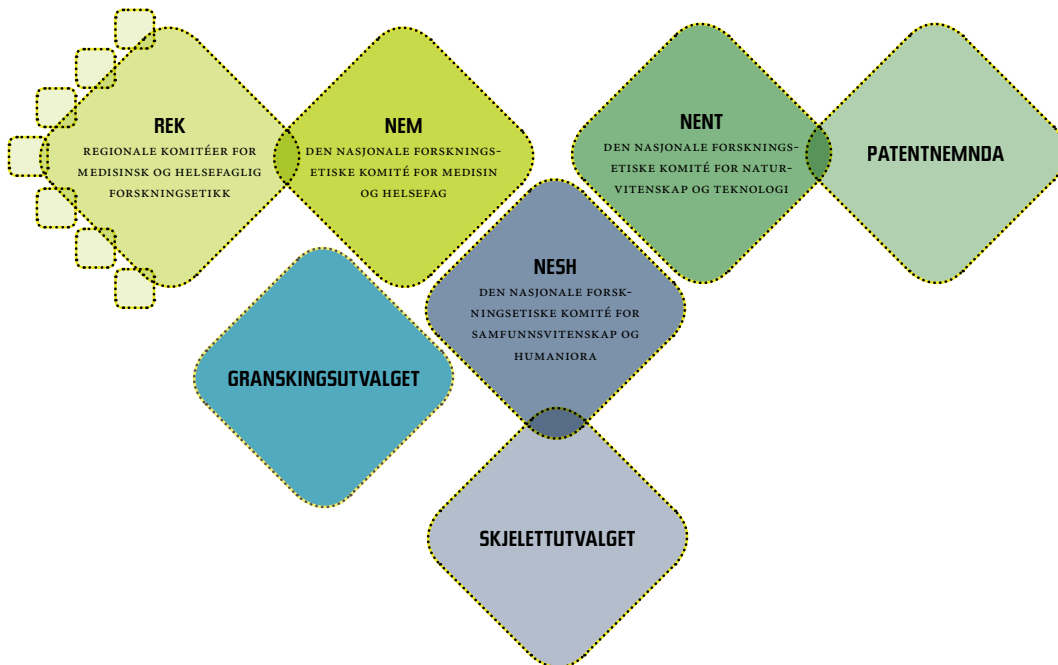 REK
REGIONALE KOMITÉER FOR
MEDISINSK OG HELSEFAGLIG
FORSKNINGSETIKK
NEM
DEN NASJONALE FORSKNINGS-
ETISKE KOMITÉ FOR MEDISIN
OG HELSEFAG
NENT
DEN NASJONALE FORSKNINGS-
ETISKE KOMITÉ FOR NATUR-
VITENSKAP OG TEKNOLOGI
PATENTNEMNDA
NESH
DEN NASJONALE FORSK-
NINGSETISKE KOMITÉ FOR
SAMFUNNSVITENSKAP OG
HUMANIORA
GRANSKINGSUTVALGET
SKJELETTUTVALGET